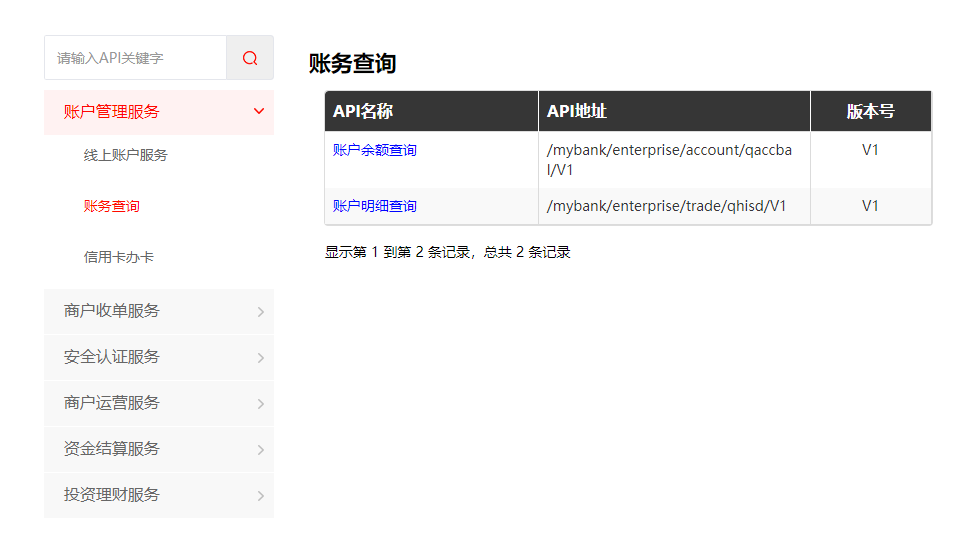 请输入API关键字
账户管理服务
线上账户服务
账务查询
信用卡办卡
商户收单服务
安全认证服务
商户运营服务
资金结算服务
投资理财服务
账务查询
API名称 API地址 版本号
账户余额查询 /mybank/enterprise/account/qaccba V1
l/V1
账户明细查询 /mybank/enterprise/trade/qhisd/V1 V1
显示第 1 到第 2 条记录，总共 2 条记录